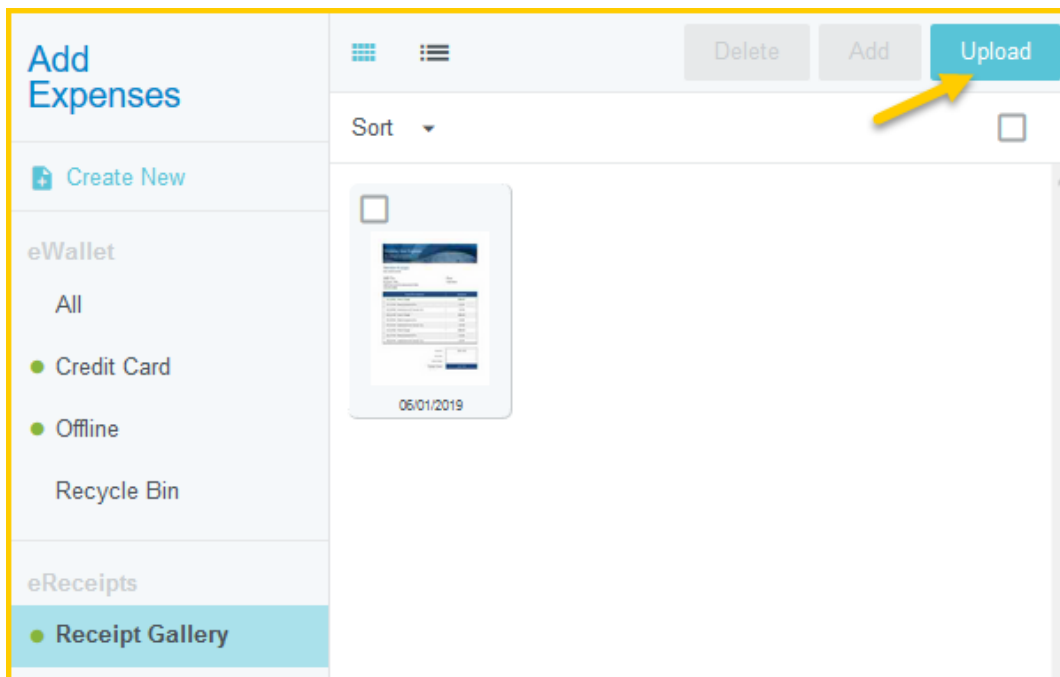 Add
Expenses
Create New
eWallet
All
Credit Card
Offline
Recycle Bin
eReceipts
Receipt Gallery
Delete
Add
Upload
Sort
06/01/2019